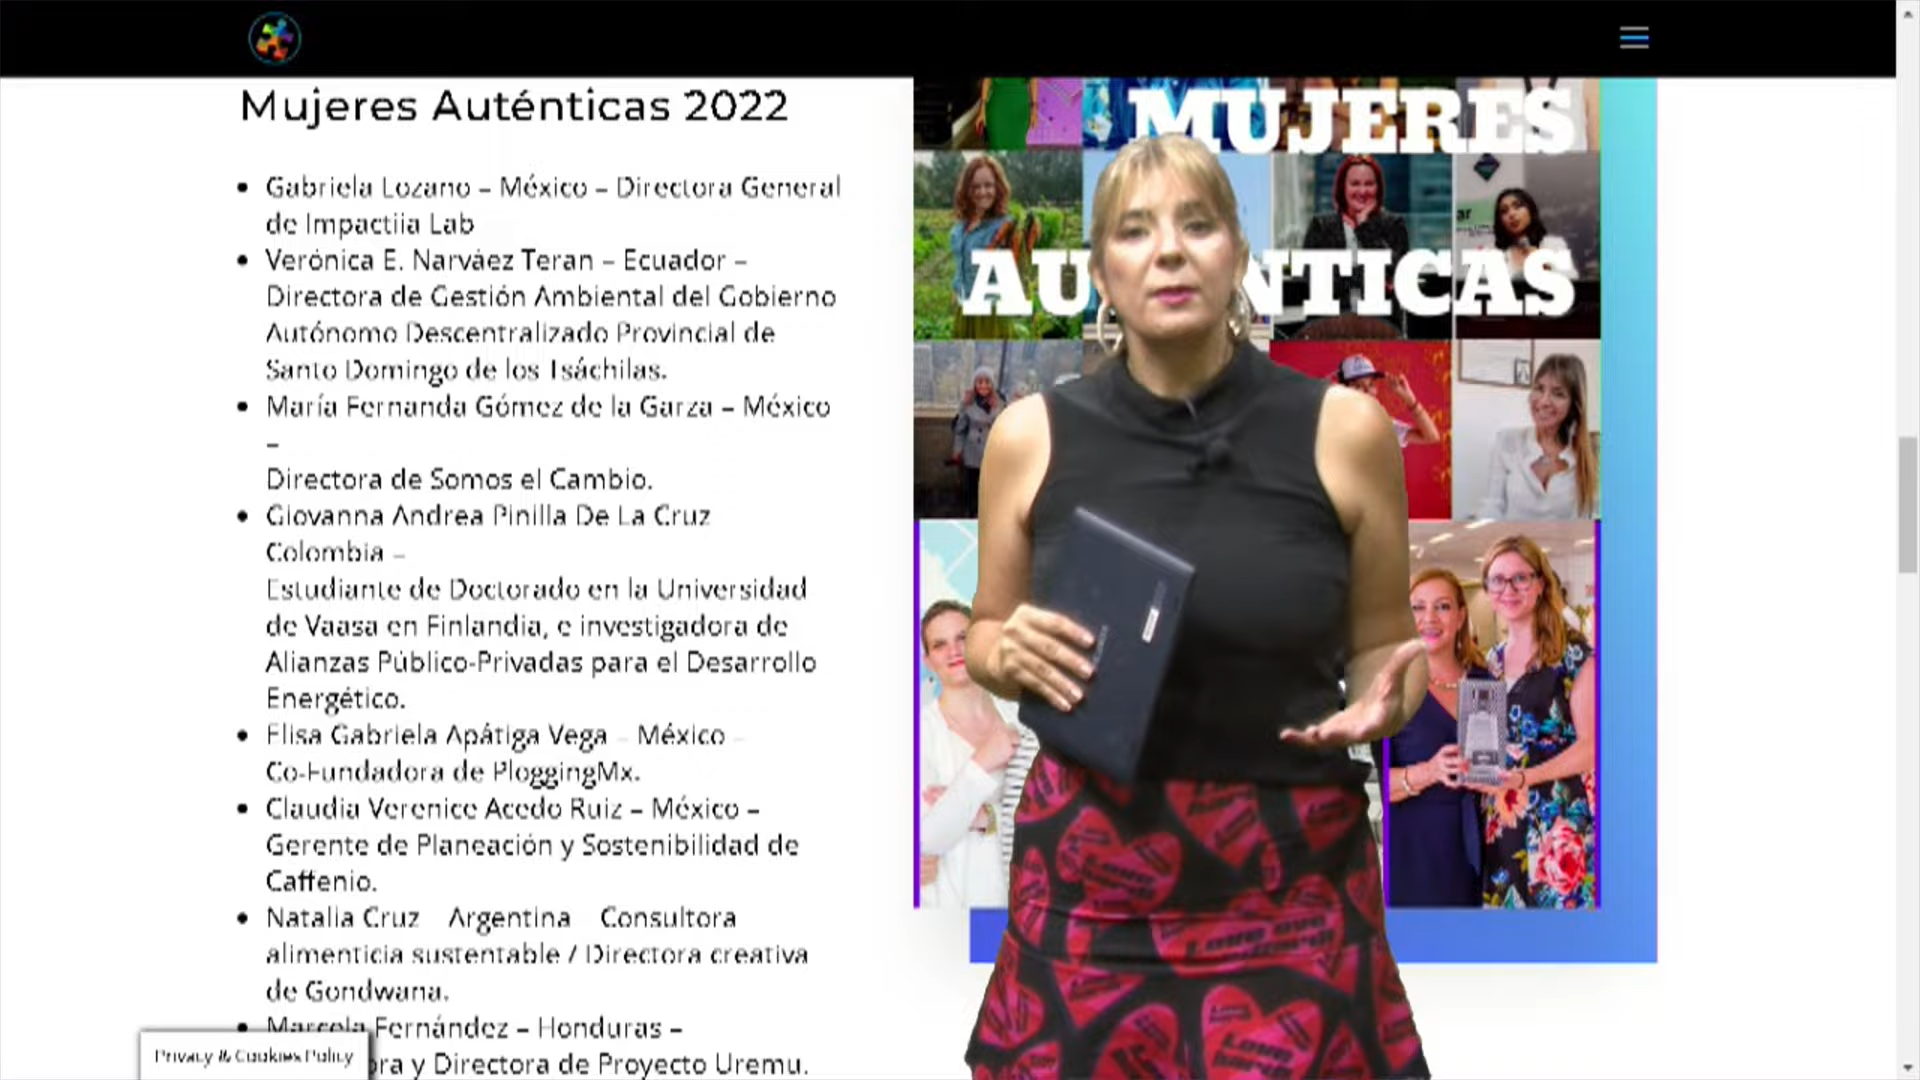 Mujeres Auténticas 2022
MUJERES
Gabriela Lozano – México – Directora General
de Impactiia Lab
Verónica E. Narváez Teran – Ecuador –
Directora de Gestión Ambiental del Gobierno
Autónomo Descentralizado Provincial de
Santo Domingo de los Tsáchilas.
AU NTICAS
María Fernanda Gómez de la Garza – México
–
Directora de Somos el Cambio.
Giovanna Andrea Pinilla De La Cruz
Colombia –
Estudiante de Doctorado en la Universidad
de Vaasa en Finlandia, e investigadora de
Alianzas Público-Privadas para el Desarrollo
Energético.
Elisa Gabriela Apátiga Vega – México –
Co-Fundadora de PloggingMx.
Claudia Verenice Acedo Ruiz – México –
Gerente de Planeación y Sostenibilidad de
Caffenio.
Natalia Cruz Argentina Consultora
alimenticia sustentable / Directora creativa
de Gondwana.
Marcela Fernández – Honduras –
ora y Directora de Proyecto Uremu.
Privacy & Cookies Policy